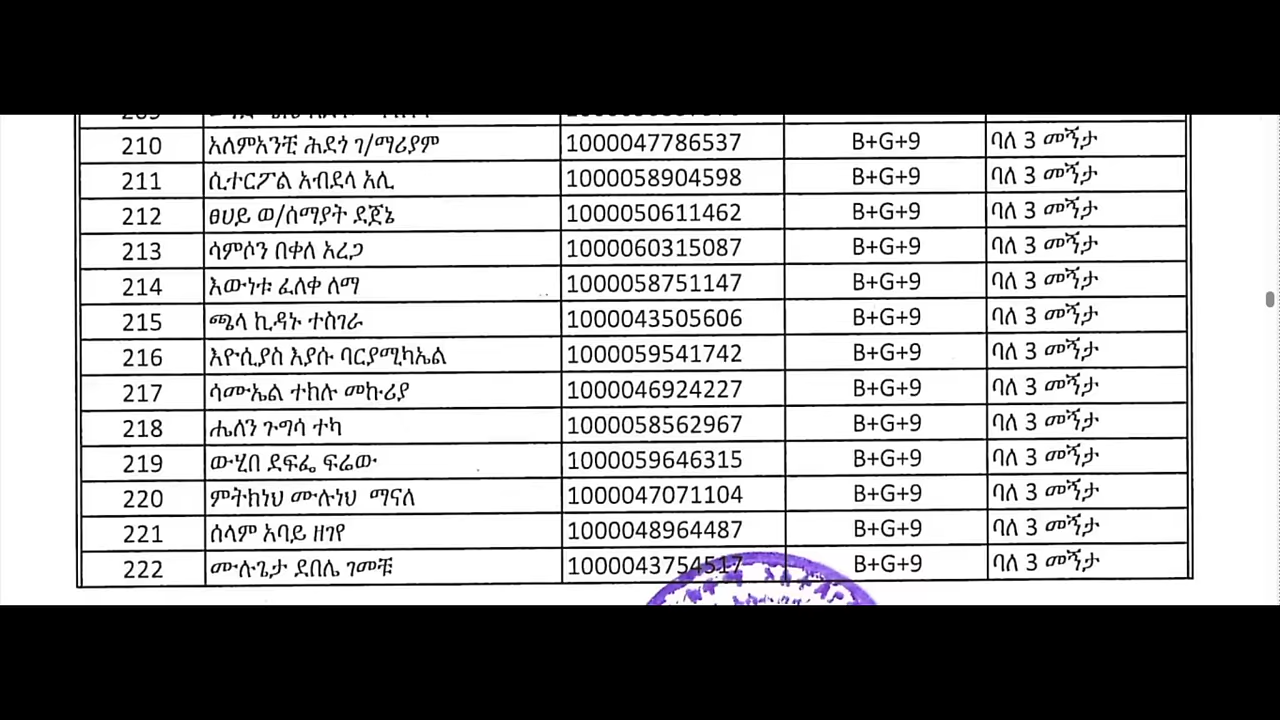 210 አለምአንቺ ሕደጎ ገ/ማሪያም 1000047786537 B+G+9 ባለ 3 መኝታ
211 ሲተርፖል አብደላ አሊ 1000058904598 B+G+9 ባለ 3 መኝታ
212 ፀሀይ ወ/ሰማያት ደጀኔ 1000050611462 B+G+9 ባለ 3 መኝታ
213 ሳምሶን በቀለ አረጋ 1000060315087 B+G+9 ባለ 3 መኝታ
214 እውነቱ ፈለቀ ለማ 1000058751147 B+G+9 ባለ 3 መኝታ
215 ጫላ ኪዳኑ ተስገራ 1000043505606 B+G+9 ባለ 3 መኝታ
216 እዮሲያስ እያሱ ባርያሚካኤል 1000059541742 B+G+9 ባለ 3 መኝታ
217 ሳሙኤል ተክሉ መኩሪያ 1000046924227 B+G+9 ባለ 3 መኝታ
218 ሔለን ጉግሳ ተካ 1000058562967 B+G+9 ባለ 3 መኝታ
219 ውሂበ ደፍፌ ፍሬው 1000059646315 B+G+9 ባለ 3 መኝታ
220 ምትክነህ ሙሉነህ ማናለ 1000047071104 B+G+9 ባለ 3 መኝታ
221 ሰላም አባይ ዘገየ 1000048964487 B+G+9 ባለ 3 መኝታ
222 ሙሉጌታ ደበሌ ገመቹ 1000043754517 B+G+9 ባለ 3 መኝታ